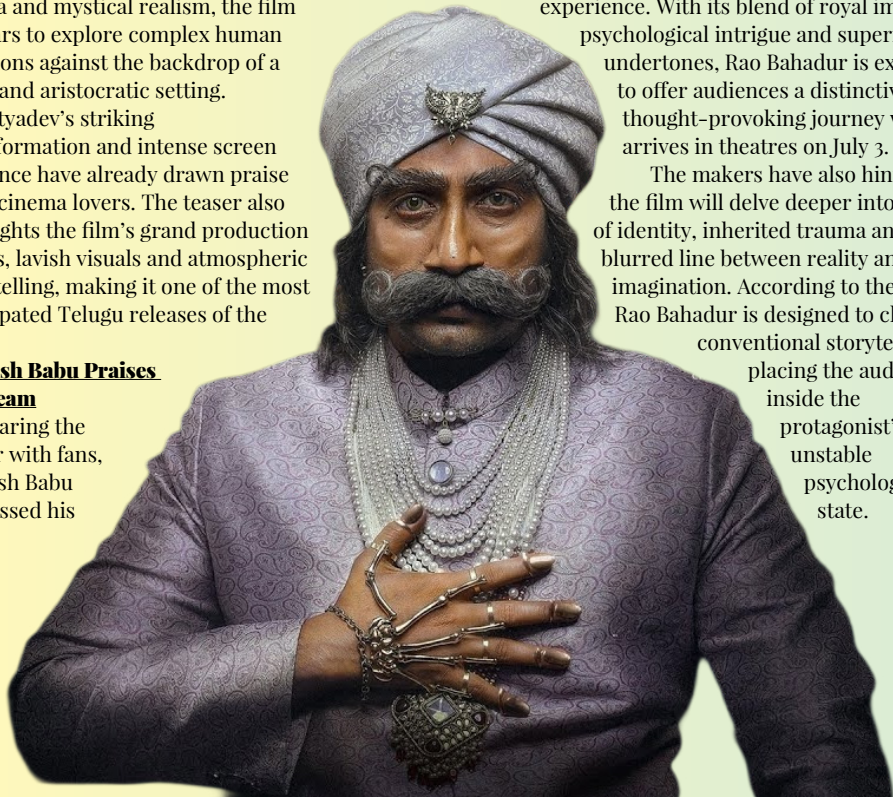 a and mystical realism, the film
rs to explore complex human
ons against the backdrop of a
and aristocratic setting.
tyadev’s striking
formation and intense screen
nce have already drawn praise
cinema lovers. The teaser also
ghts the film’s grand production
s, lavish visuals and atmospheric
telling, making it one of the most
pated Telugu releases of the
sh Babu Praises
eam
aring the
r with fans,
sh Babu
ssed his
experience. With its blend of royal im
psychological intrigue and super
undertones, Rao Bahadur is ex
to offer audiences a distinctiv
thought-provoking journey
arrives in theatres on July 3.
The makers have also hin
the film will delve deeper into
of identity, inherited trauma an
blurred line between reality an
imagination. According to the
Rao Bahadur is designed to c
conventional storyte
placing the aud
inside the
protagonist’
unstable
psycholog
state.